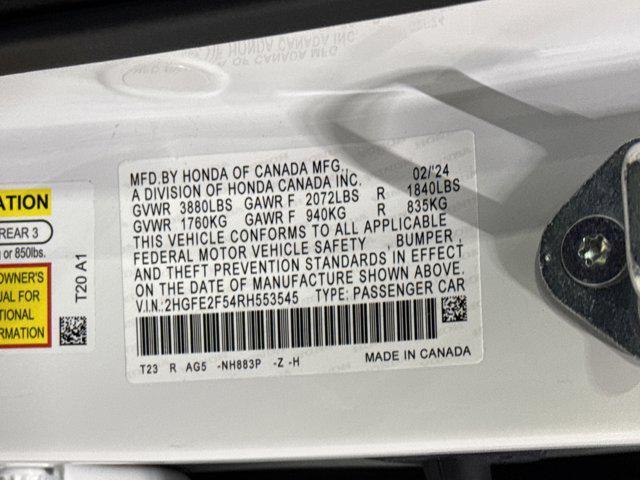 MFD.BY HONDA OF CANADA MFG., 02/'24
A DIVISION OF HONDA CANADA INC.
GVWR 3880LBS GAWR F 2072LBS R 1840LBS
GVWR 1760KG GAWR F 940KG R 835KG
THIS VEHICLE CONFORMS TO ALL APPLICABLE
FEDERAL MOTOR VEHICLE SAFETY , BUMPER ,
THEFT PREVENTION STANDARDS IN EFFECT
ON THE DATE OF MANUFACTURE SHOWN ABOVE.
V.I.N.:2HGFE2F54RH553545 TYPE: PASSENGER CAR
T23 R AG5 -NH883P -Z -H MADE IN CANADA
ATION
REAR 3
or 850lbs.
OWNER'S
UAL FOR
TIONAL
RMATION
T20 A1